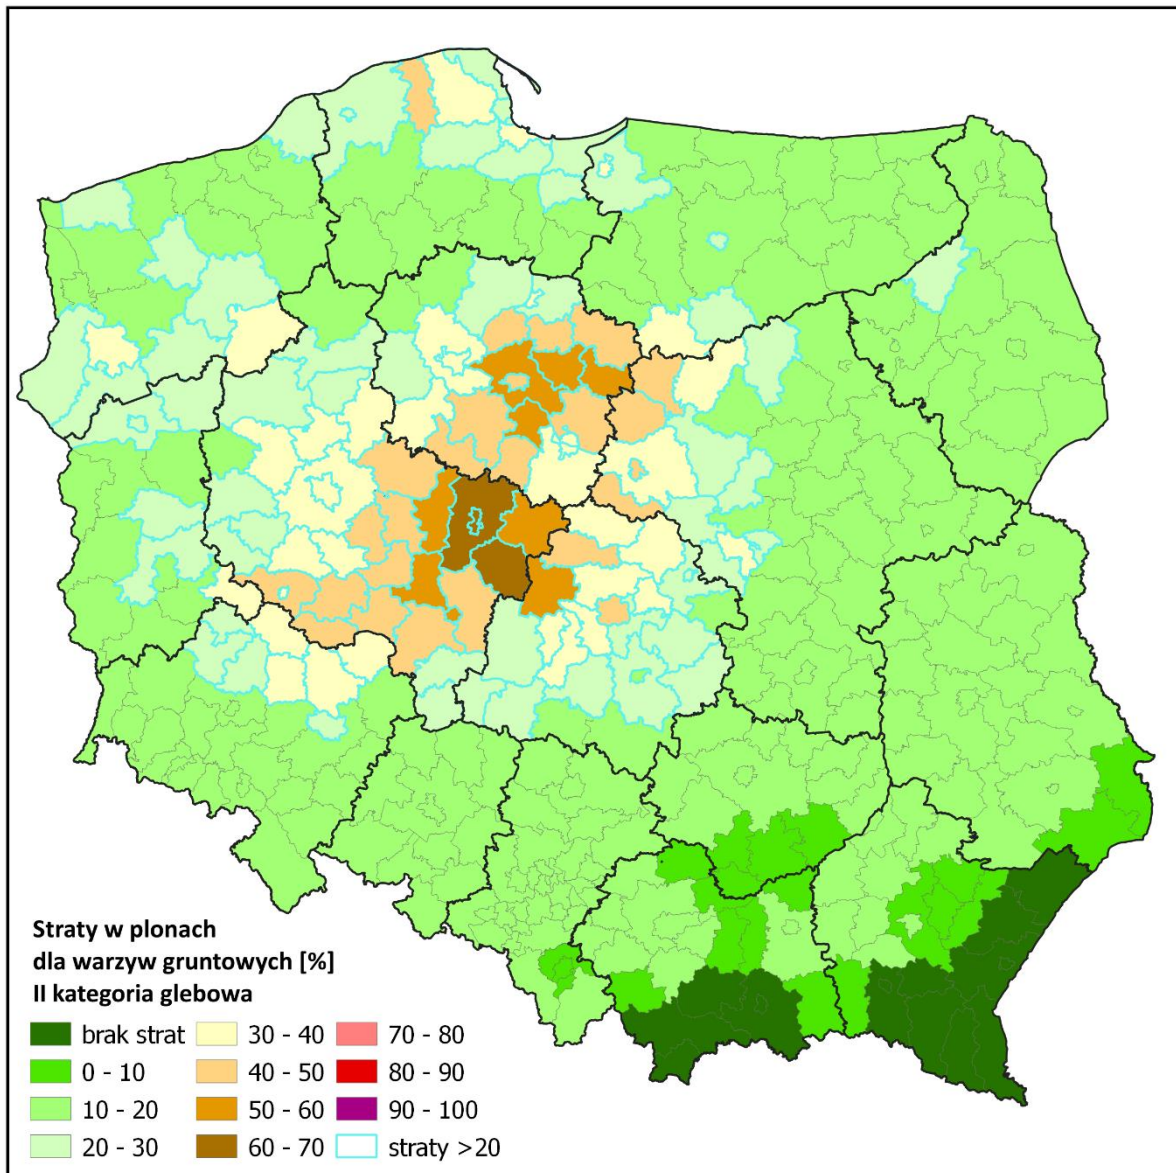 Straty w plonach
dla warzyw gruntowych [%]
II kategoria glebowa
brak strat
0 - 10
10 - 20
20 - 30
30 - 40
40 - 50
50 - 60
60 - 70
70 - 80
80 - 90
90 - 100
straty >20